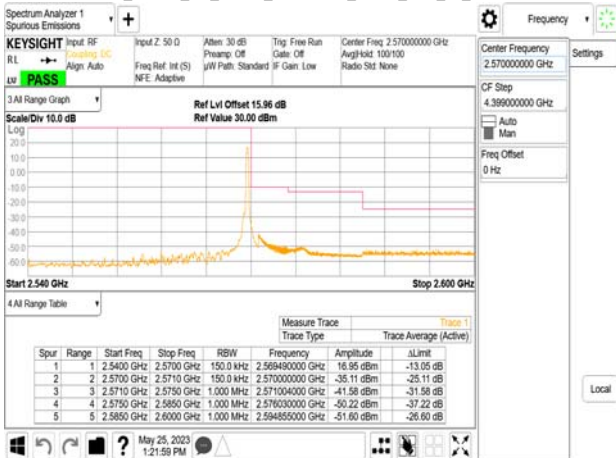 Spectrum Analyzer 1
Spurious Emissions
Frequency
KEYSIGHT
RL
LV PASS
Input: RF
Coupling: DC
Align: Auto
Input Z: 50 Ω
Freq Ref: Int (S)
NFE: Adaptive
Atten: 30 dB
Preamp: Off
µW Path: Standard
Trig: Free Run
Gate: Off
IF Gain: Low
Center Freq: 2.570000000 GHz
Avg|Hold: 100/100
Radio Std: None
Center Frequency
2.570000000 GHz
Settings
CF Step
4.399000000 GHz
Auto
Man
Freq Offset
0 Hz
Local
3 All Range Graph
Scale/Div 10.0 dB
Ref Lvl Offset 15.96 dB
Ref Value 30.00 dBm
Log
20.0
10.0
0.00
-10.0
-20.0
-30.0
-40.0
-50.0
-60.0
Start 2.540 GHz
Stop 2.600 GHz
4 All Range Table
Measure Trace Trace 1
Trace Type Trace Average (Active)
Spur Range Start Freq Stop Freq RBW Frequency Amplitude ΔLimit
1 1 2.5400 GHz 2.5700 GHz 150.0 kHz 2.569490000 GHz 16.95 dBm -13.05 dB
2 2 2.5700 GHz 2.5710 GHz 150.0 kHz 2.570000000 GHz -35.11 dBm -25.11 dB
3 3 2.5710 GHz 2.5750 GHz 1.000 MHz 2.571004000 GHz -41.58 dBm -31.58 dB
4 4 2.5750 GHz 2.5850 GHz 1.000 MHz 2.576030000 GHz -50.22 dBm -37.22 dB
5 5 2.5850 GHz 2.6000 GHz 1.000 MHz 2.594855000 GHz -51.60 dBm -26.60 dB
?
May 25, 2023
1:21:59 PM